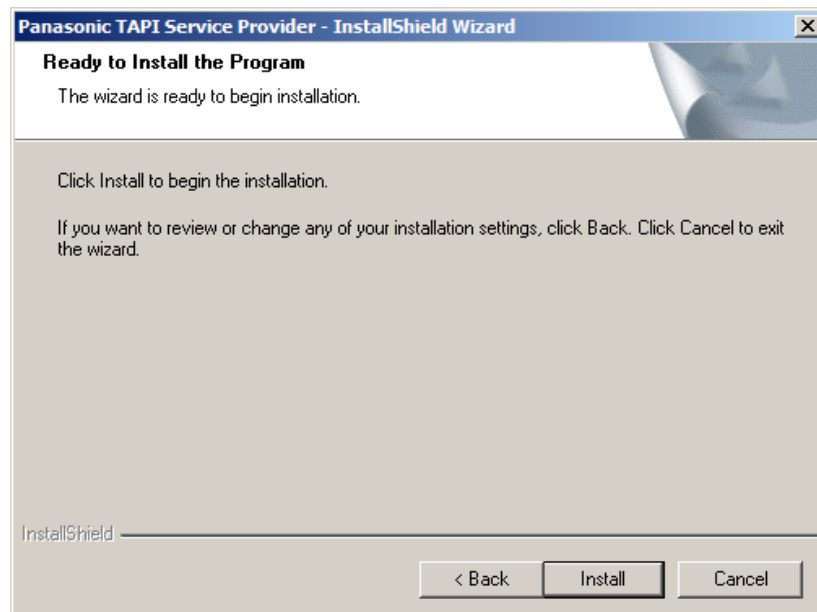 Panasonic TAPI Service Provider - InstallShield Wizard
Ready to Install the Program
The wizard is ready to begin installation.
Click Install to begin the installation.
If you want to review or change any of your installation settings, click Back. Click Cancel to exit
the wizard.
InstallShield
< Back Install Cancel